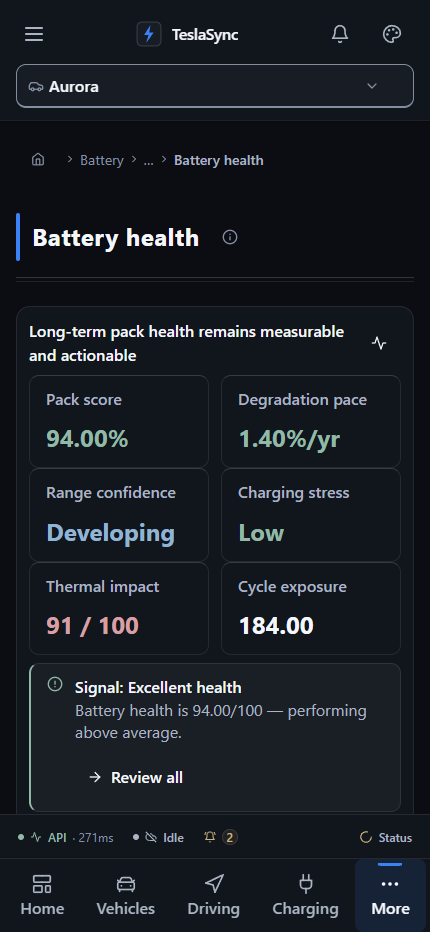 TeslaSync
Aurora
Battery
...
Battery health
Battery health
Long-term pack health remains measurable
and actionable
Pack score
Degradation pace
94.00%
1.40%/yr
Range confidence
Charging stress
Developing
Low
Thermal impact
Cycle exposure
91 / 100
184.00
Signal: Excellent health
Battery health is 94.00/100 — performing
above average.
Review all
API · 271ms
Idle
2
Status
Home
Vehicles
Driving
Charging
More